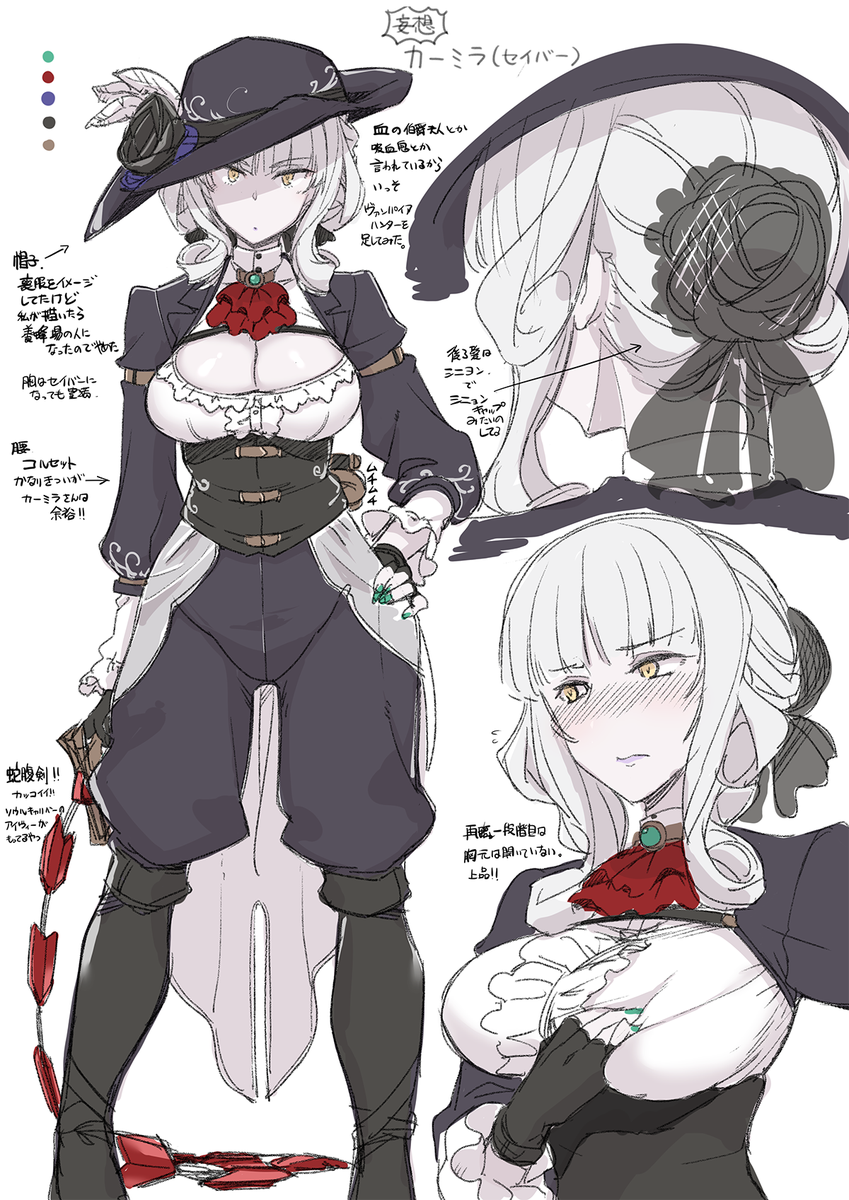 妄想
カーミラ(セイバー)
血の伯爵夫人とか
吸血鬼とか
言われているから
いっそ
ヴァンパイア
ハンターを
足してみた。
帽子
喪服をイメージ
してたけど
私が描いたら
養蜂場の人に
なったのでやめた
胸はセイバーに
なっても豊満
腰
コルセット
かなりきついが
カーミラさんは
余裕!!
ムチムチ
後ろ髪は
シニヨンで
シニョン
キャップ
みたいの
してる
蛇腹剣!!
カッコイイ!!
ソウルキャリバーの
アイヴィーが
もってるやつ
再臨一段階目は
胸元は開いていない。
上品!!